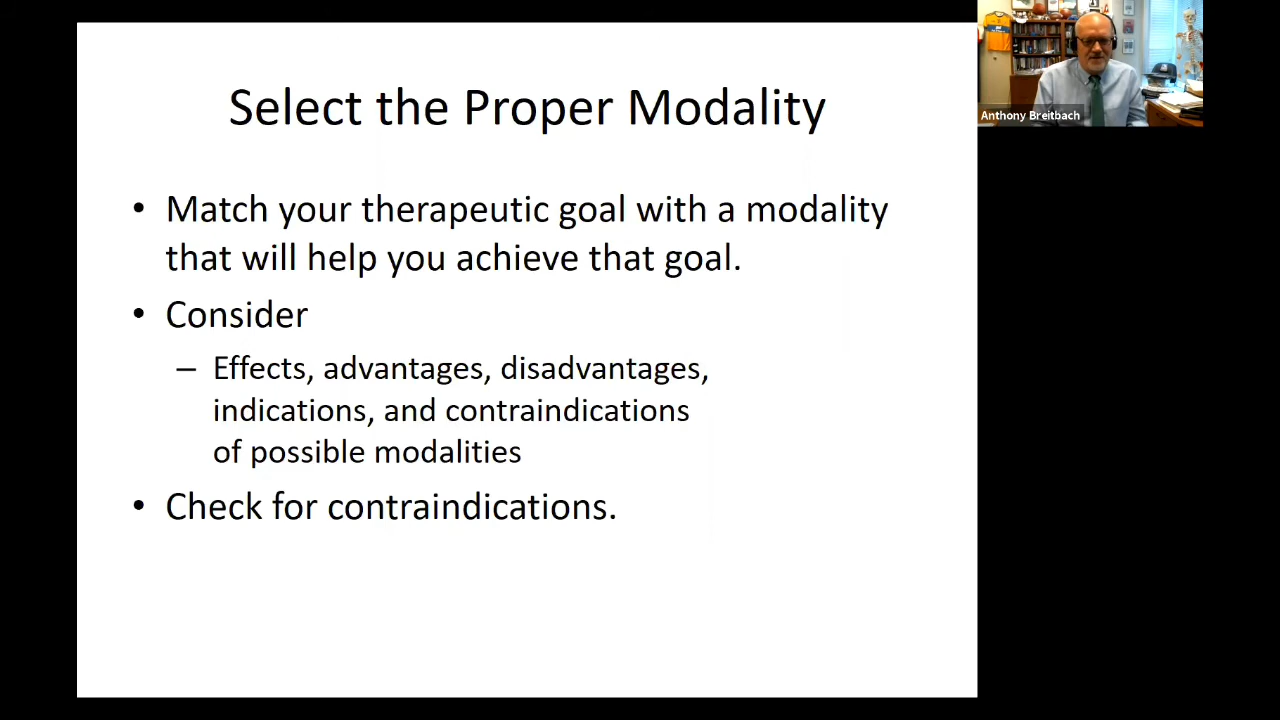 Select the Proper Modality
• Match your therapeutic goal with a modality
that will help you achieve that goal.
• Consider
– Effects, advantages, disadvantages,
indications, and contraindications
of possible modalities
• Check for contraindications.
Anthony Breitbach